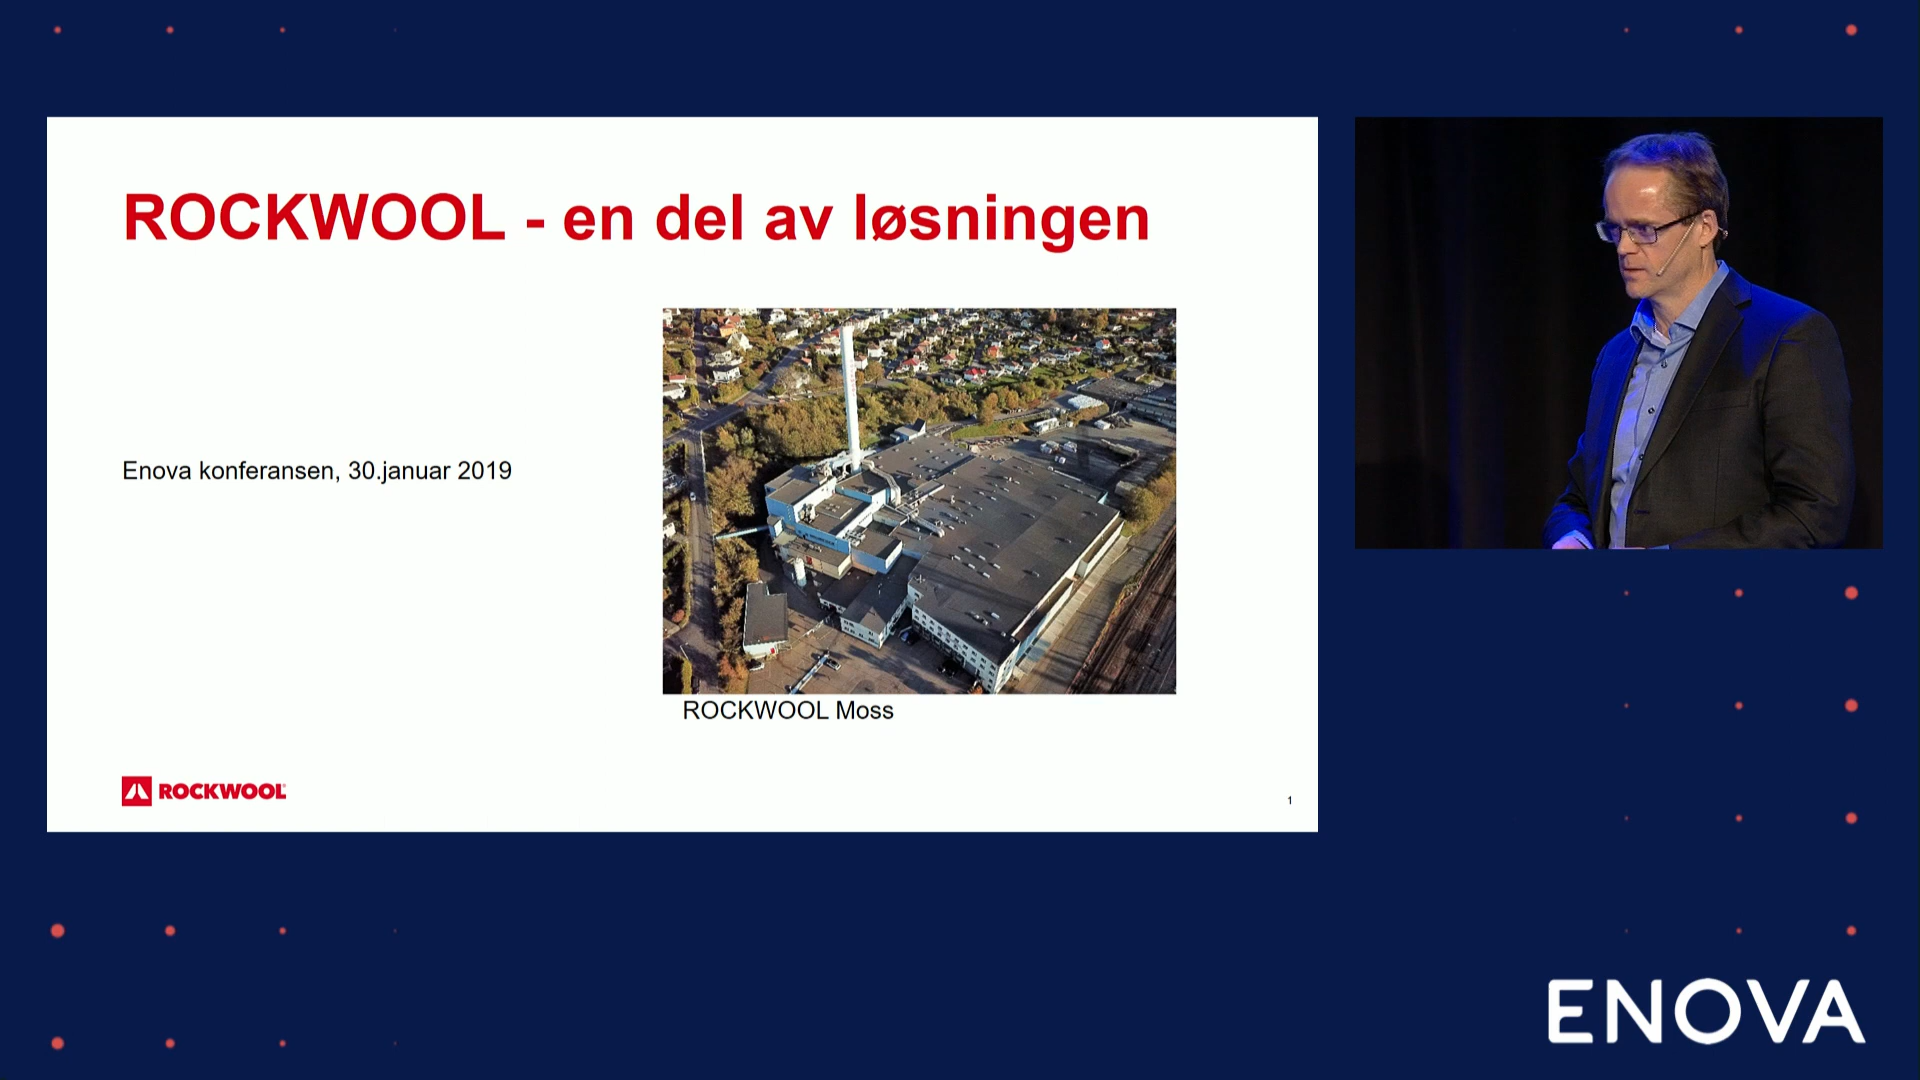 ROCKWOOL - en del av løsningen
Enova konferansen, 30.januar 2019
ROCKWOOL Moss
ROCKWOOL
1
ENOVA